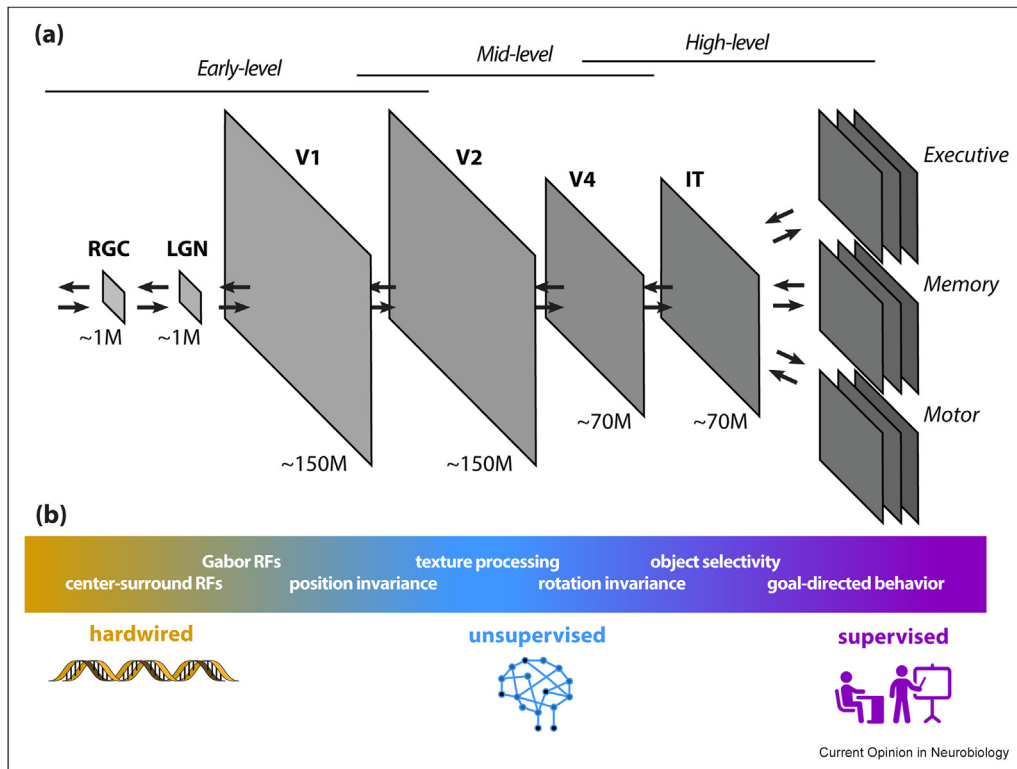 (a)
Early-level
Mid-level
High-level
RGC
LGN
V1
V2
V4
IT
Executive
Memory
Motor
~1M
~1M
~150M
~150M
~70M
~70M
(b)
Gabor RFs
texture processing
object selectivity
center-surround RFs
position invariance
rotation invariance
goal-directed behavior
hardwired
unsupervised
supervised
Current Opinion in Neurobiology